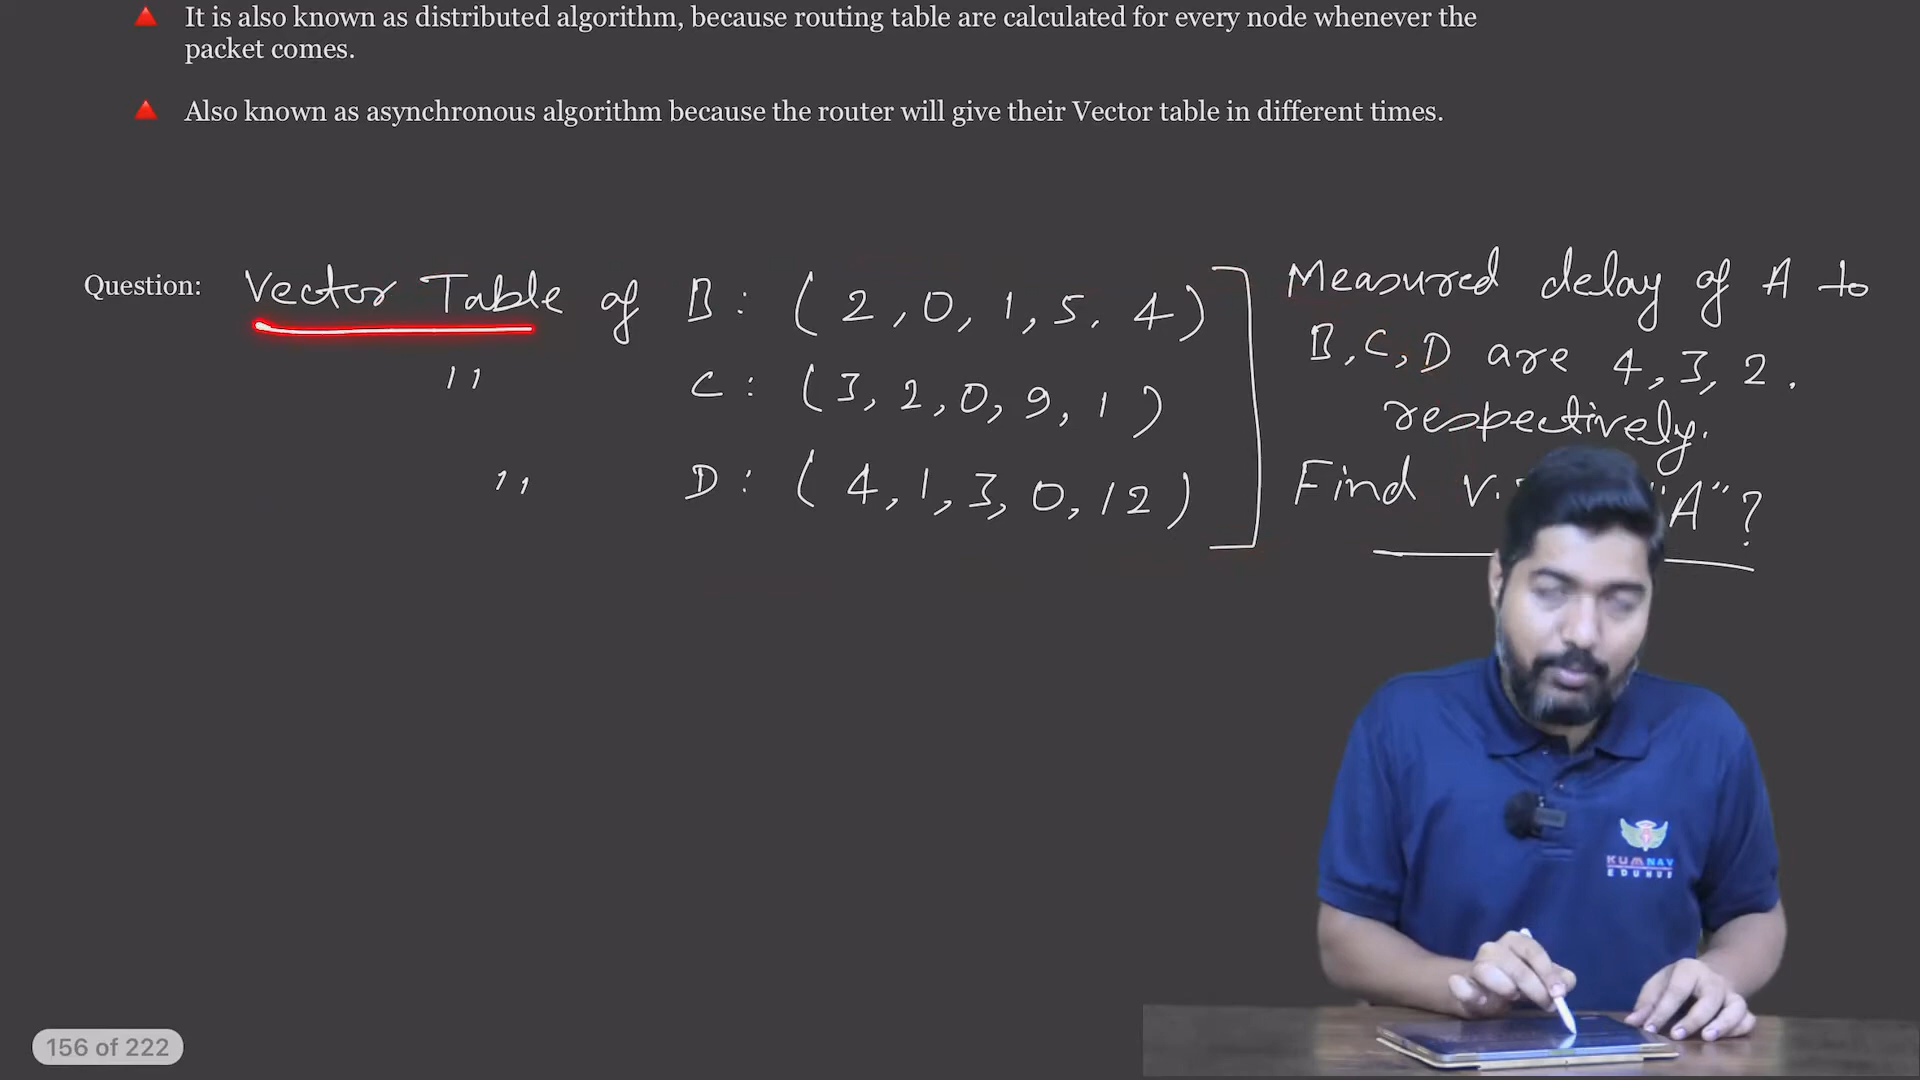 It is also known as distributed algorithm, because routing table are calculated for every node whenever the
packet comes.
Also known as asynchronous algorithm because the router will give their Vector table in different times.
Question: Vector Table of B: (2, 0, 1, 5, 4)
" C: (3, 2, 0, 9, 1)
" D: (4, 1, 3, 0, 12)
Measured delay of A to
B, C, D are 4, 3, 2.
respectively.
Find "A"?
KUMNAV
EDUHUB
156 of 222